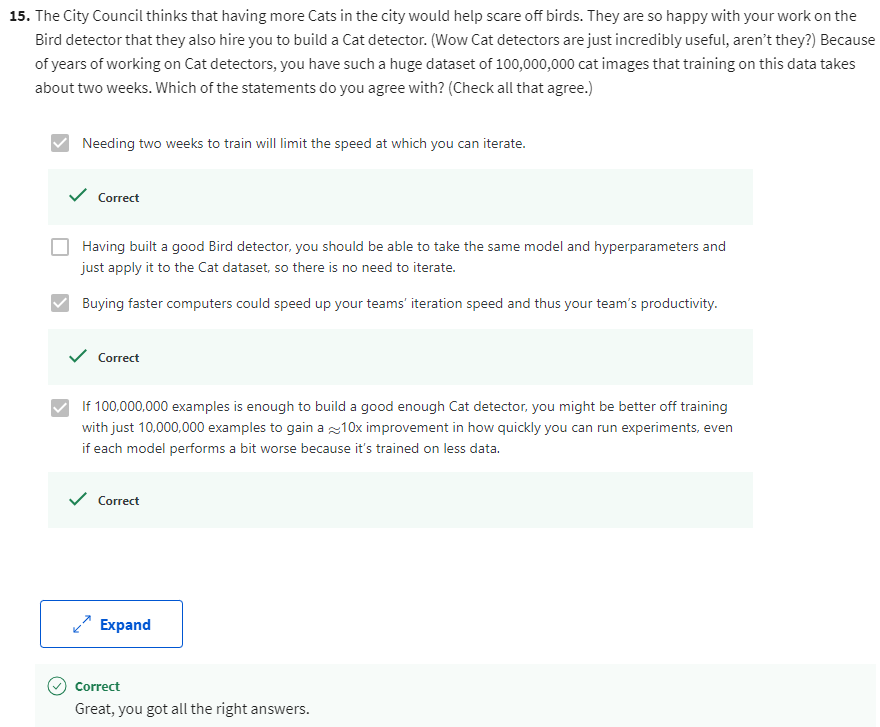 15. The City Council thinks that having more Cats in the city would help scare off birds. They are so happy with your work on the
Bird detector that they also hire you to build a Cat detector. (Wow Cat detectors are just incredibly useful, aren't they?) Because
of years of working on Cat detectors, you have such a huge dataset of 100,000,000 cat images that training on this data takes
about two weeks. Which of the statements do you agree with? (Check all that agree.)
Needing two weeks to train will limit the speed at which you can iterate.
Correct
Having built a good Bird detector, you should be able to take the same model and hyperparameters and
just apply it to the Cat dataset, so there is no need to iterate.
Buying faster computers could speed up your teams' iteration speed and thus your team's productivity.
Correct
If 100,000,000 examples is enough to build a good enough Cat detector, you might be better off training
with just 10,000,000 examples to gain a ≈10x improvement in how quickly you can run experiments, even
if each model performs a bit worse because it's trained on less data.
Correct
Expand
Correct
Great, you got all the right answers.